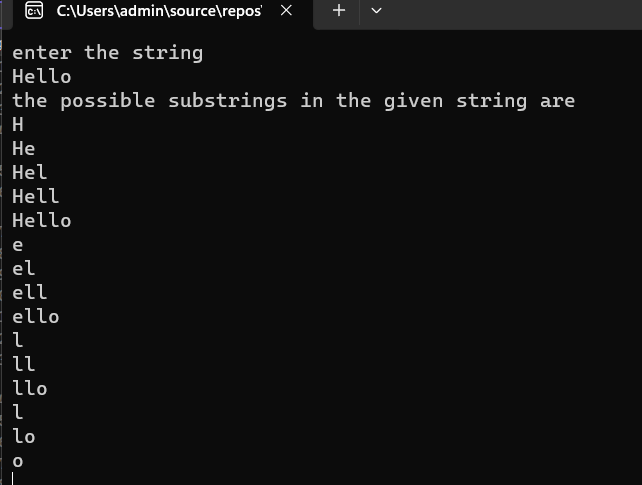 C:\Users\admin\source\repos'
enter the string
Hello
the possible substrings in the given string are
H
He
Hel
Hell
Hello
e
el
ell
ello
l
ll
llo
l
lo
o